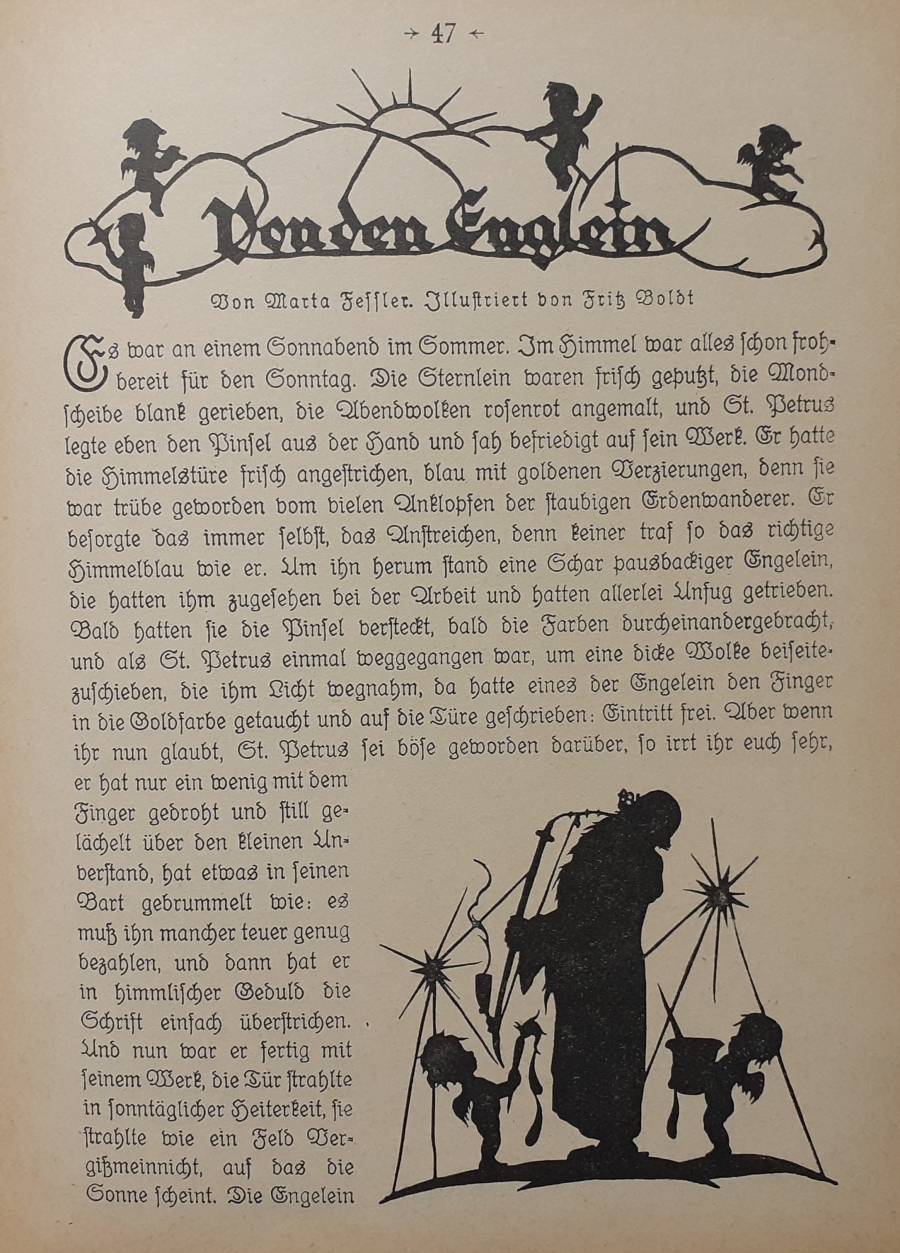 → 47 ←
Von den Englein
Von Marta Feſſler. Illuſtriert von Fritz Boldt
Es war an einem Sonnabend im Sommer. Im Himmel war alles ſchon froh-
bereit für den Sonntag. Die Sternlein waren friſch geputzt, die Mond-
ſcheibe blank gerieben, die Abendwolken roſenrot angemalt, und St. Petrus
legte eben den Pinſel aus der Hand und ſah befriedigt auf ſein Werk. Er hatte
die Himmelstüre friſch angeſtrichen, blau mit goldenen Verzierungen, denn ſie
war trübe geworden vom vielen Anklopfen der ſtaubigen Erdenwanderer. Er
beſorgte das immer ſelbſt, das Anſtreichen, denn keiner traf ſo das richtige
Himmelblau wie er. Um ihn herum ſtand eine Schar pausbackiger Engelein,
die hatten ihm zugeſehen bei der Arbeit und hatten allerlei Unfug getrieben.
Bald hatten ſie die Pinſel verſteckt, bald die Farben durcheinandergebracht,
und als St. Petrus einmal weggegangen war, um eine dicke Wolke beiſeite-
zuſchieben, die ihm Licht wegnahm, da hatte eines der Engelein den Finger
in die Goldfarbe getaucht und auf die Türe geſchrieben: Eintritt frei. Aber wenn
ihr nun glaubt, St. Petrus ſei böſe geworden darüber, ſo irrt ihr euch ſehr,
er hat nur ein wenig mit dem
Finger gedroht und ſtill ge-
lächelt über den kleinen Un-
verſtand, hat etwas in ſeinen
Bart gebrummelt wie: es
muß ihn mancher teuer genug
bezahlen, und dann hat er
in himmliſcher Geduld die
Schrift einfach überſtrichen.
Und nun war er fertig mit
ſeinem Werk, die Tür ſtrahlte
in ſonntäglicher Heiterkeit, ſie
ſtrahlte wie ein Feld Ver-
gißmeinnicht, auf das die
Sonne ſcheint. Die Engelein